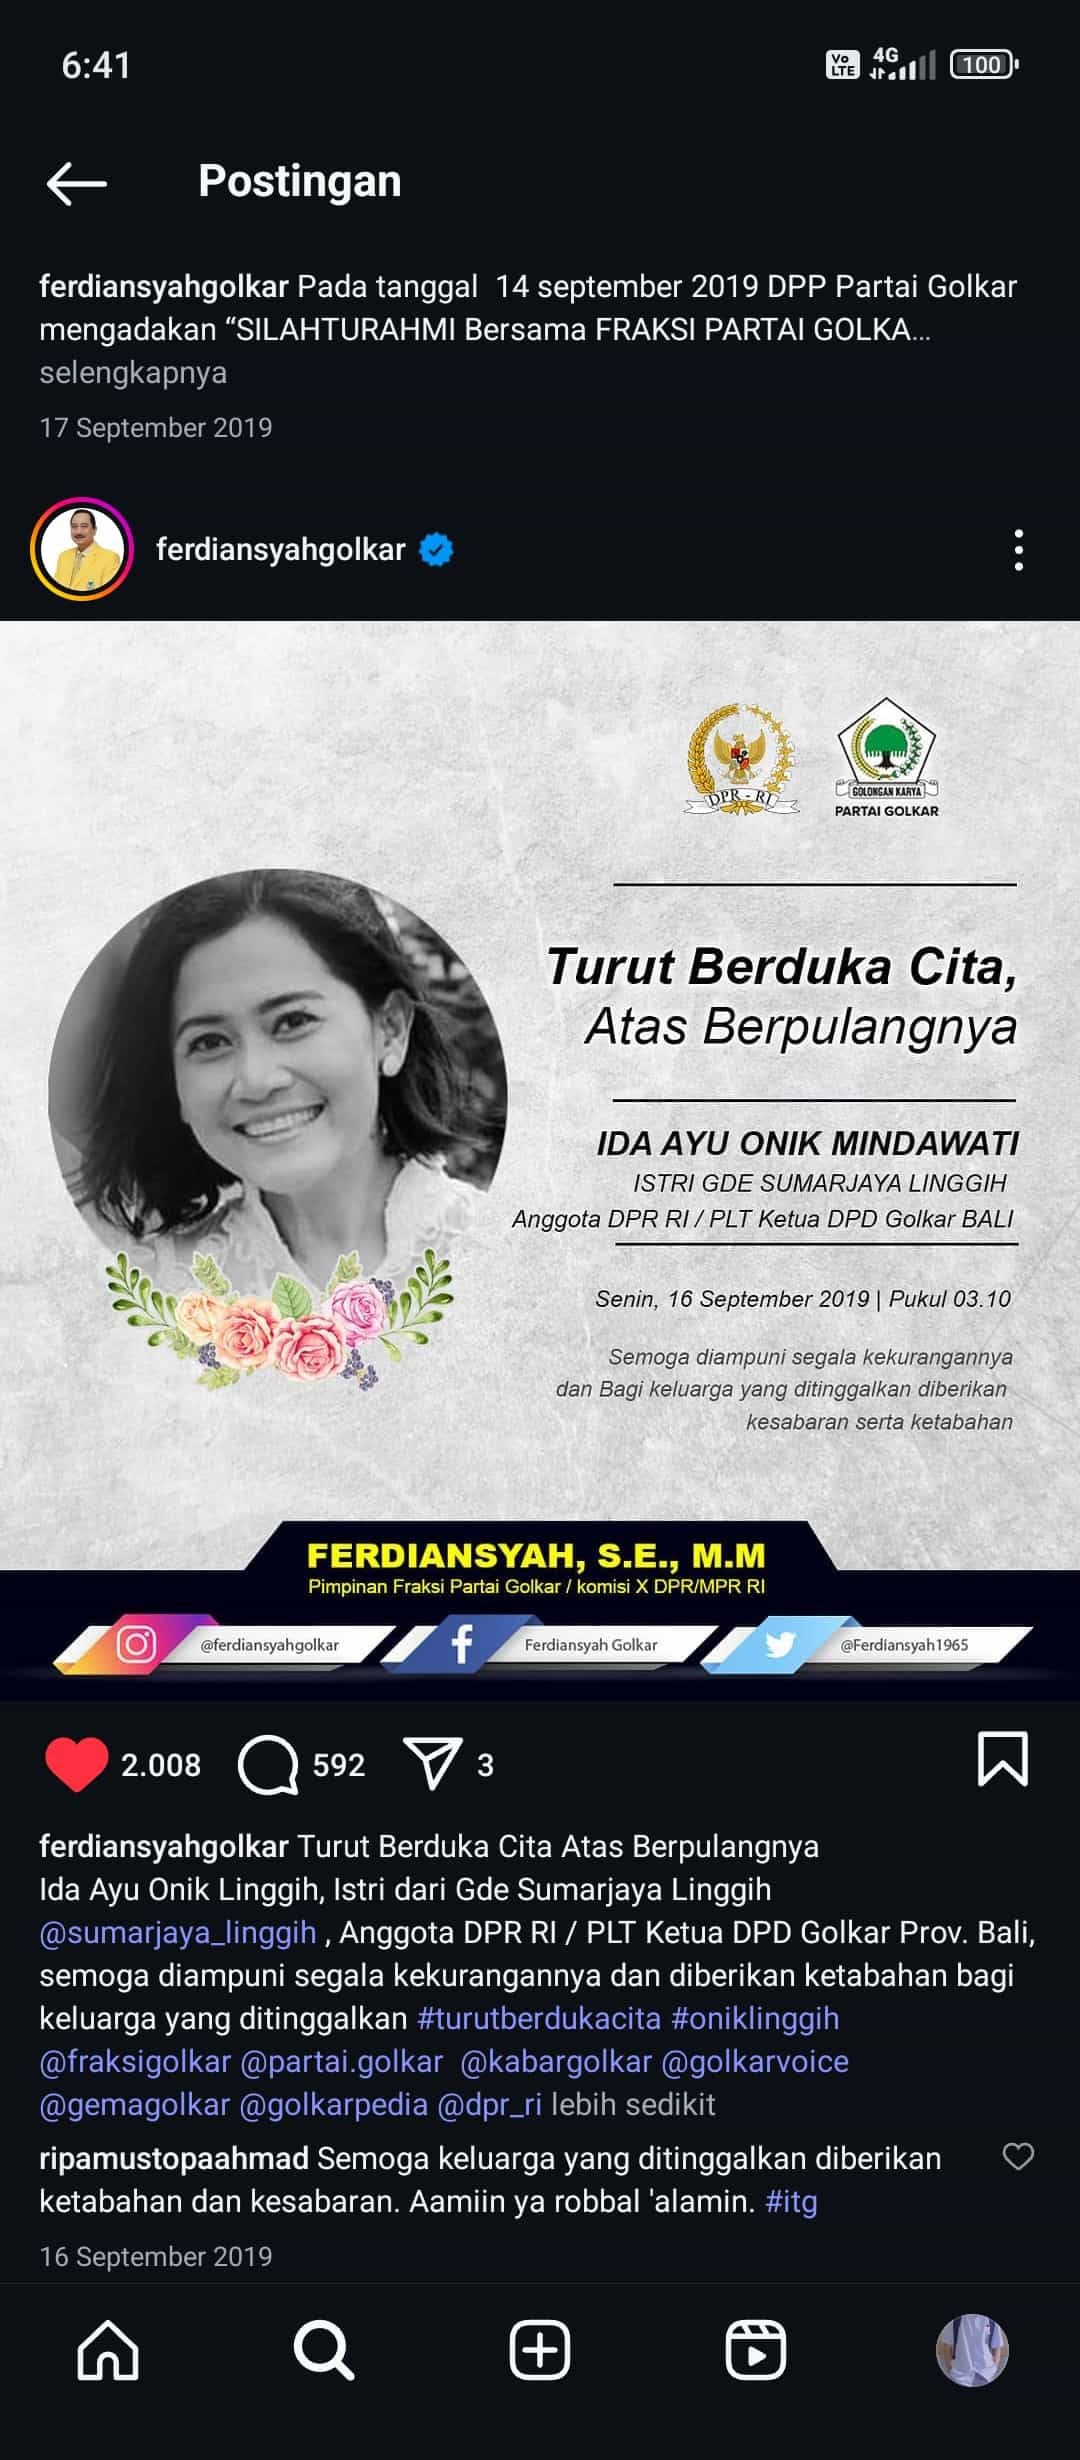 6:41
Vo LTE 4G 100
Postingan
ferdiansyahgolkar Pada tanggal  14 september 2019 DPP Partai Golkar
mengadakan “SILAHTURAHMI Bersama FRAKSI PARTAI GOLKA...
selengkapnya
17 September 2019
ferdiansyahgolkar
DPR - RI
GOLONGAN KARYA
PARTAI GOLKAR
Turut Berduka Cita,
Atas Berpulangnya
IDA AYU ONIK MINDAWATI
ISTRI GDE SUMARJAYA LINGGIH
Anggota DPR RI / PLT Ketua DPD Golkar BALI
Senin, 16 September 2019 | Pukul 03.10
Semoga diampuni segala kekurangannya
dan Bagi keluarga yang ditinggalkan diberikan
kesabaran serta ketabahan
FERDIANSYAH, S.E., M.M
Pimpinan Fraksi Partai Golkar / komisi X DPR/MPR RI
@ferdiansyahgolkar
Ferdiansyah Golkar
@Ferdiansyah1965
2.008 592 3
ferdiansyahgolkar Turut Berduka Cita Atas Berpulangnya
Ida Ayu Onik Linggih, Istri dari Gde Sumarjaya Linggih
@sumarjaya_linggih , Anggota DPR RI / PLT Ketua DPD Golkar Prov. Bali,
semoga diampuni segala kekurangannya dan diberikan ketabahan bagi
keluarga yang ditinggalkan #turutberdukacita #oniklinggih
@fraksigolkar @partai.golkar  @kabargolkar @golkarvoice
@gemagolkar @golkarpedia @dpr_ri lebih sedikit
ripamustopaahmad Semoga keluarga yang ditinggalkan diberikan
ketabahan dan kesabaran. Aamiin ya robbal 'alamin. #itg
16 September 2019